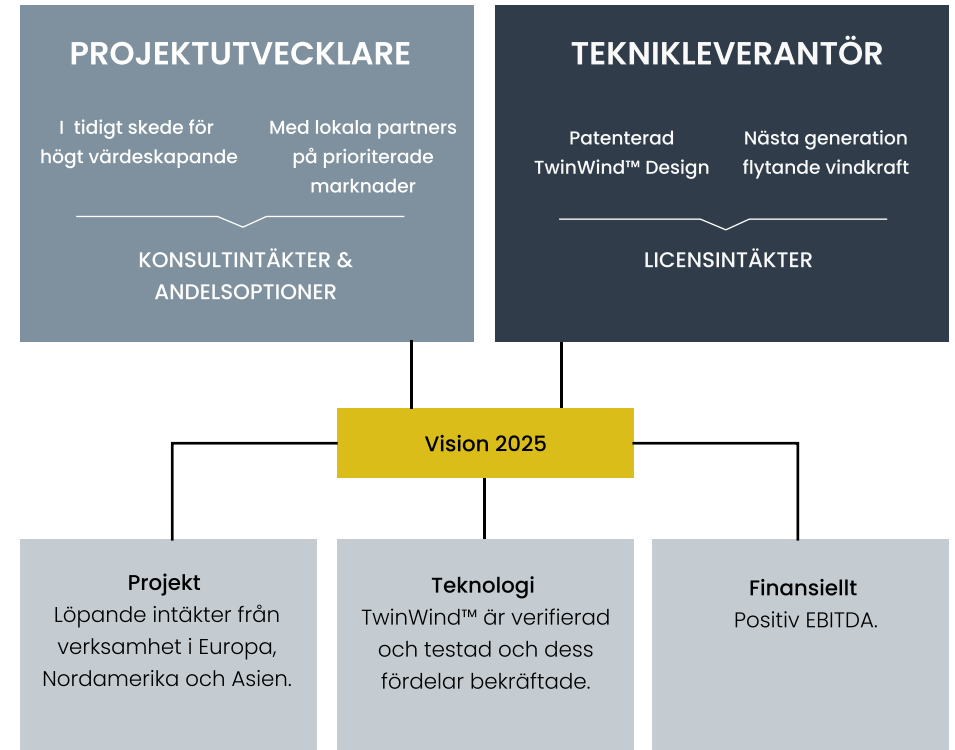 PROJEKTUTVECKLARE
I tidigt skede för
högt värdeskapande
Med lokala partners
på prioriterade
marknader
KONSULTINTÄKTER &
ANDELSOPTIONER
TEKNIKLEVERANTÖR
Patenterad
TwinWind™ Design
Nästa generation
flytande vindkraft
LICENSINTÄKTER
Vision 2025
Projekt
Löpande intäkter från
verksamhet i Europa,
Nordamerika och Asien.
Teknologi
TwinWind™ är verifierad
och testad och dess
fördelar bekräftade.
Finansiellt
Positiv EBITDA.